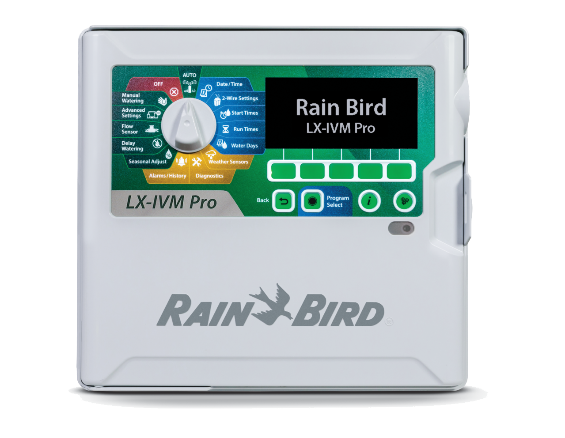 AUTO
OFF
Date/Time
Manual
Watering
2-Wire Settings
Advanced
Settings
Start Times
Flow
Sensor
Run Times
Delay
Watering
Water Days
Seasonal Adjust
Weather Sensors
Alarms/History
Diagnostics
Rain Bird
LX-IVM Pro
LX-IVM Pro
Back
Program
Select
i
RAIN BIRD